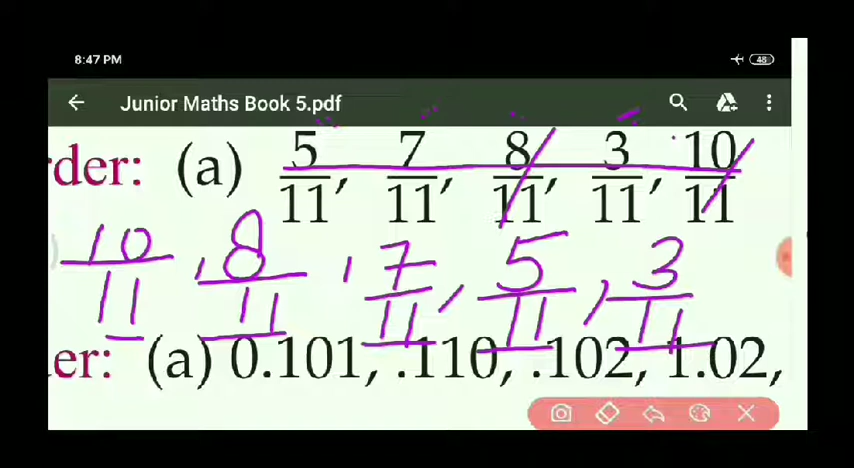 8:47 PM 48
Junior Maths Book 5.pdf
rder: (a) 5/11, 7/11, 8/11, 3/11, 10/11
10/11, 8/11, 7/11, 5/11, 3/11
er: (a) 0.101, .110, .102, 1.02,